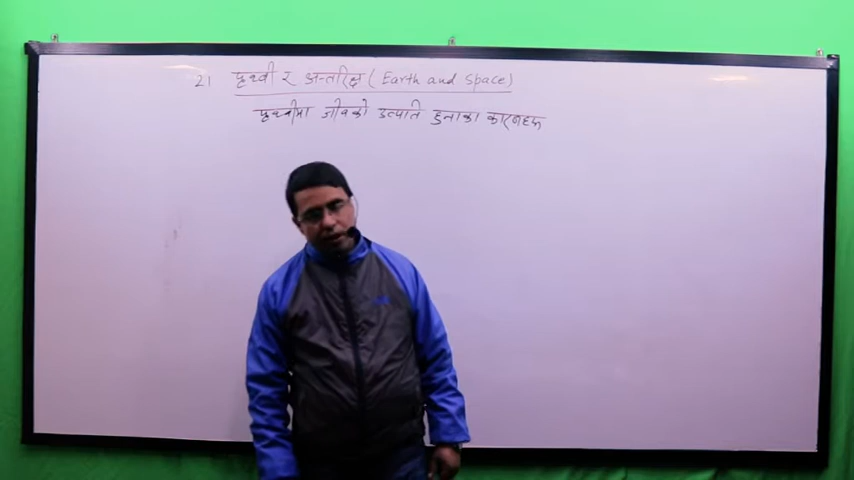 21 पृथ्वी र अन्तरिक्ष (Earth and Space)
पृथ्वीमा जीवको उत्पत्ति हुनाका कारणहरू